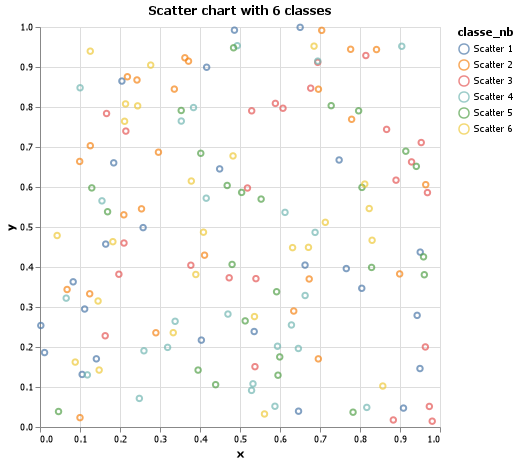 Scatter chart with 6 classes
classe_nb
Scatter 1
Scatter 2
Scatter 3
Scatter 4
Scatter 5
Scatter 6
1.0
0.9
0.8
0.7
0.6
0.5
0.4
0.3
0.2
0.1
0.0
y
0.0 0.1 0.2 0.3 0.4 0.5 0.6 0.7 0.8 0.9 1.0
x